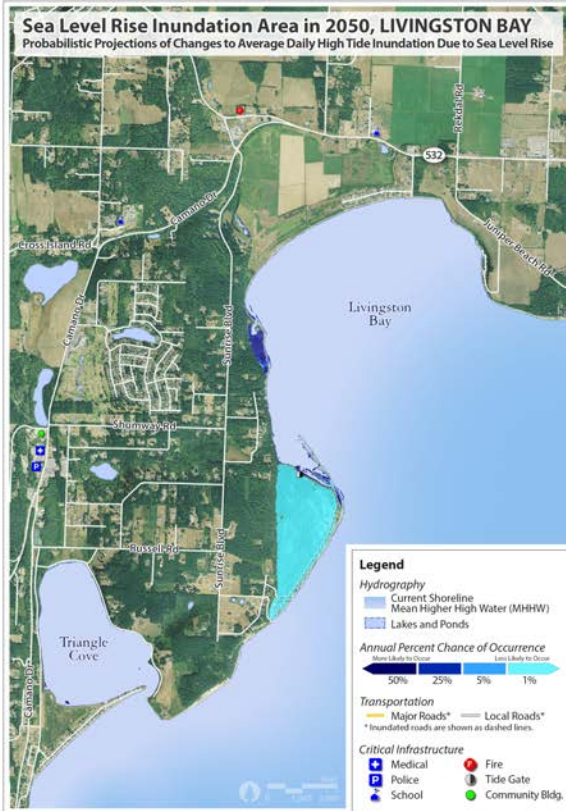 Sea Level Rise Inundation Area in 2050, LIVINGSTON BAY
Probabilistic Projections of Changes to Average Daily High Tide Inundation Due to Sea Level Rise
Rekdal Rd
532
Camano Dr
Juniper Beach Rd
Cross Island Rd
Camano Dr
Sunrise Blvd
Livingston
Bay
Shumway Rd
P
Russell Rd
Sunrise Blvd
Triangle
Cove
Camano Dr
Legend
Hydrography
Current Shoreline
Mean Higher High Water (MHHW)
Lakes and Ponds
Annual Percent Chance of Occurrence
More Likely to Occur Less Likely to Occur
50% 25% 5% 1%
Transportation
Major Roads* Local Roads*
* Inundated roads are shown as dashed lines.
Critical Infrastructure
Medical F Fire
P Police Tide Gate
School Community Bldg.